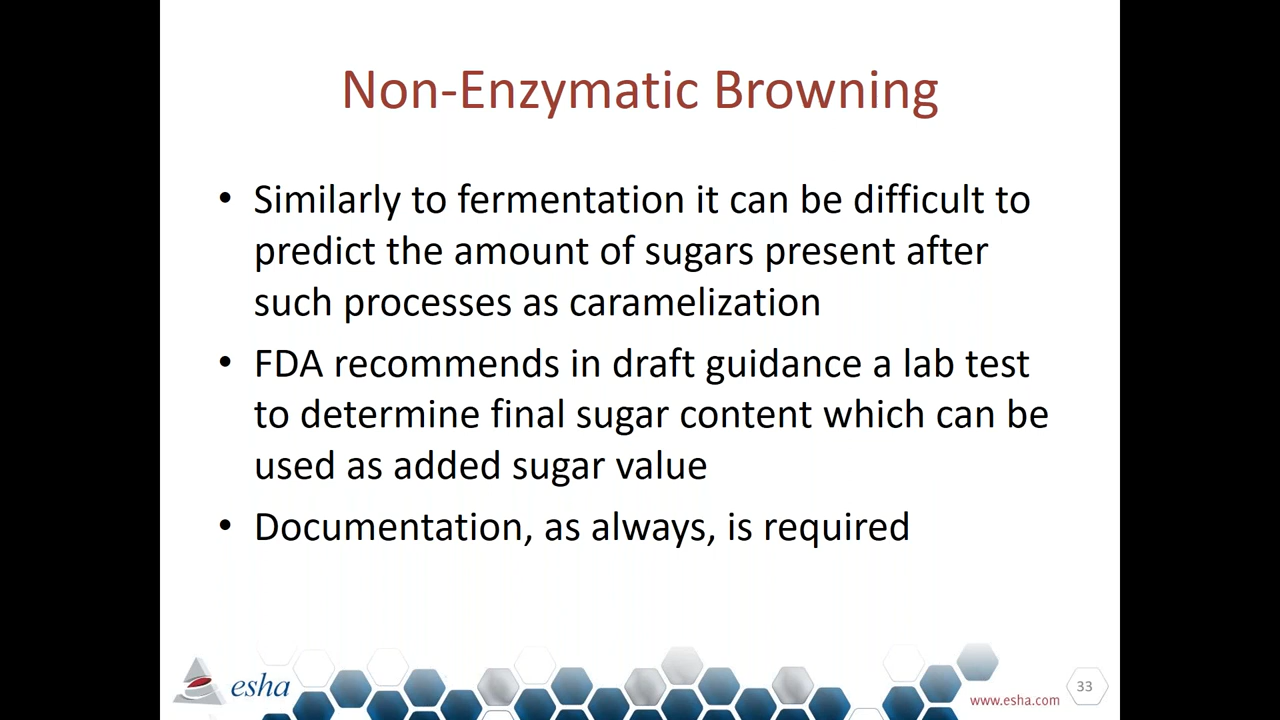 Non-Enzymatic Browning
• Similarly to fermentation it can be difficult to
predict the amount of sugars present after
such processes as caramelization
• FDA recommends in draft guidance a lab test
to determine final sugar content which can be
used as added sugar value
• Documentation, as always, is required
esha
www.esha.com
33